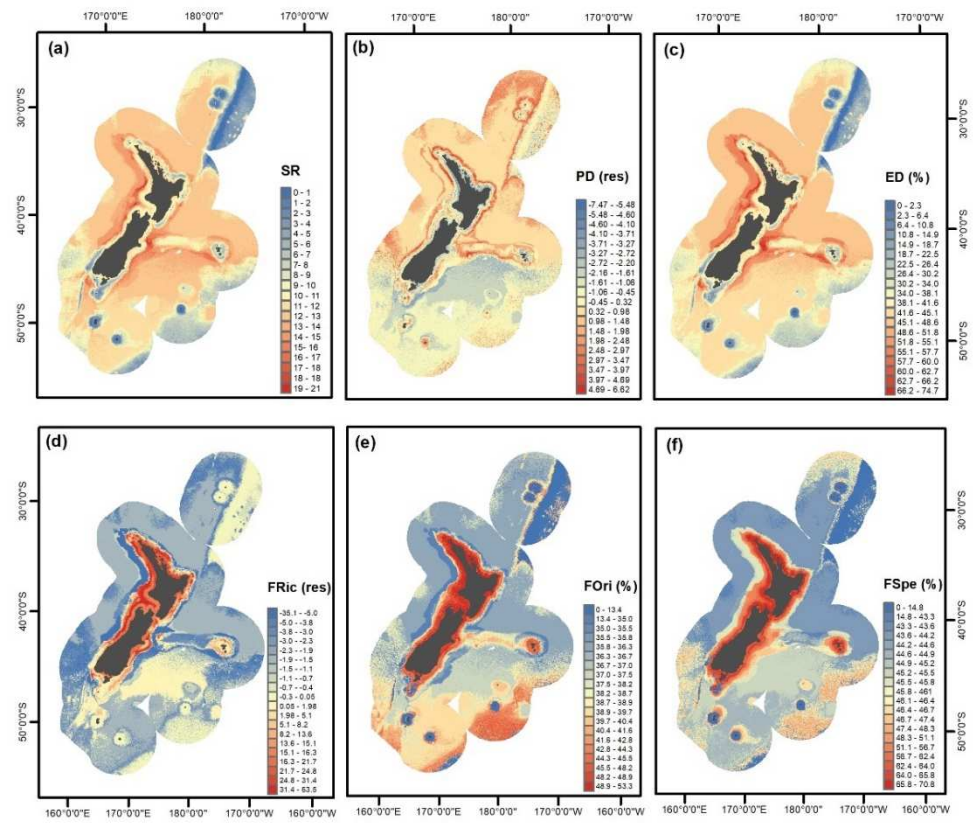 170°0'0"E 180°0'0" 170°0'0"E 180°0'0" 170°0'0"E 180°0'0"
(a)
(b)
(c)
30°0'0"S
40°0'0"S
50°0'0"S
SR
0 - 1
1 - 2
2 - 3
3 - 4
4 - 5
5 - 6
6 - 7
7 - 8
8 - 9
9 - 10
10 - 11
11 - 12
12 - 13
13 - 14
14 - 15
15 - 16
16 - 17
17 - 18
18 - 18
19 - 21
PD (res)
-7.47 - -5.48
-5.48 - -4.60
-4.60 - -4.10
-4.10 - -3.71
-3.71 - -3.27
-3.27 - -2.72
-2.72 - -2.20
-2.16 - -1.61
-1.61 - -1.06
-1.06 - -0.45
-0.45 - 0.32
0.32 - 0.98
0.98 - 1.48
1.48 - 1.98
1.98 - 2.48
2.48 - 2.97
2.97 - 3.47
3.47 - 3.97
3.97 - 4.69
4.69 - 6.62
ED (%)
0 - 2.3
2.3 - 6.4
6.4 - 10.8
10.8 - 14.9
14.9 - 18.7
18.7 - 22.5
22.5 - 26.4
26.4 - 30.2
30.2 - 34.0
34.0 - 38.1
38.1 - 41.6
41.6 - 45.1
45.1 - 48.6
48.6 - 51.8
51.8 - 55.1
55.1 - 57.7
57.7 - 60.0
60.0 - 62.7
62.7 - 66.2
66.2 - 74.7
30°0'0"S
40°0'0"S
50°0'0"S
(d)
(e)
(f)
30°0'0"S
40°0'0"S
50°0'0"S
FRic (res)
-35.1 - -5.0
-5.0 - -3.8
-3.8 - -3.0
-3.0 - -2.3
-2.3 - -1.9
-1.9 - -1.5
-1.5 - -1.1
-1.1 - -0.7
-0.7 - -0.4
-0.3 - 0.05
0.05 - 1.98
1.98 - 5.1
5.1 - 8.2
8.2 - 13.6
13.6 - 15.1
15.1 - 16.3
16.3 - 21.7
21.7 - 24.8
24.8 - 31.4
31.4 - 53.5
FOri (%)
0 - 13.4
13.4 - 35.0
35.0 - 35.5
35.5 - 35.8
35.8 - 36.3
36.3 - 36.7
36.7 - 37.0
37.0 - 37.5
37.5 - 38.2
38.2 - 38.7
38.7 - 38.9
38.9 - 39.7
39.7 - 40.4
40.4 - 41.6
41.6 - 42.8
42.8 - 44.3
44.3 - 45.5
45.5 - 48.2
48.2 - 48.9
48.9 - 53.3
FSpe (%)
0 - 14.8
14.8 - 43.3
43.3 - 43.6
43.6 - 44.2
44.2 - 44.6
44.6 - 44.9
44.9 - 45.2
45.2 - 45.5
45.5 - 45.8
45.8 - 461
46.1 - 46.4
46.4 - 46.7
46.7 - 47.4
47.4 - 48.3
48.3 - 51.1
51.1 - 56.7
56.7 - 62.4
62.4 - 64.0
64.0 - 65.8
65.8 - 70.8
30°0'0"S
40°0'0"S
50°0'0"S
160°0'0"E 170°0'0"E 180°0'0" 170°0'0"W 160°0'0"E 170°0'0"E 180°0'0" 170°0'0"W 160°0'0"E 170°0'0"E 180°0'0" 170°0'0"W